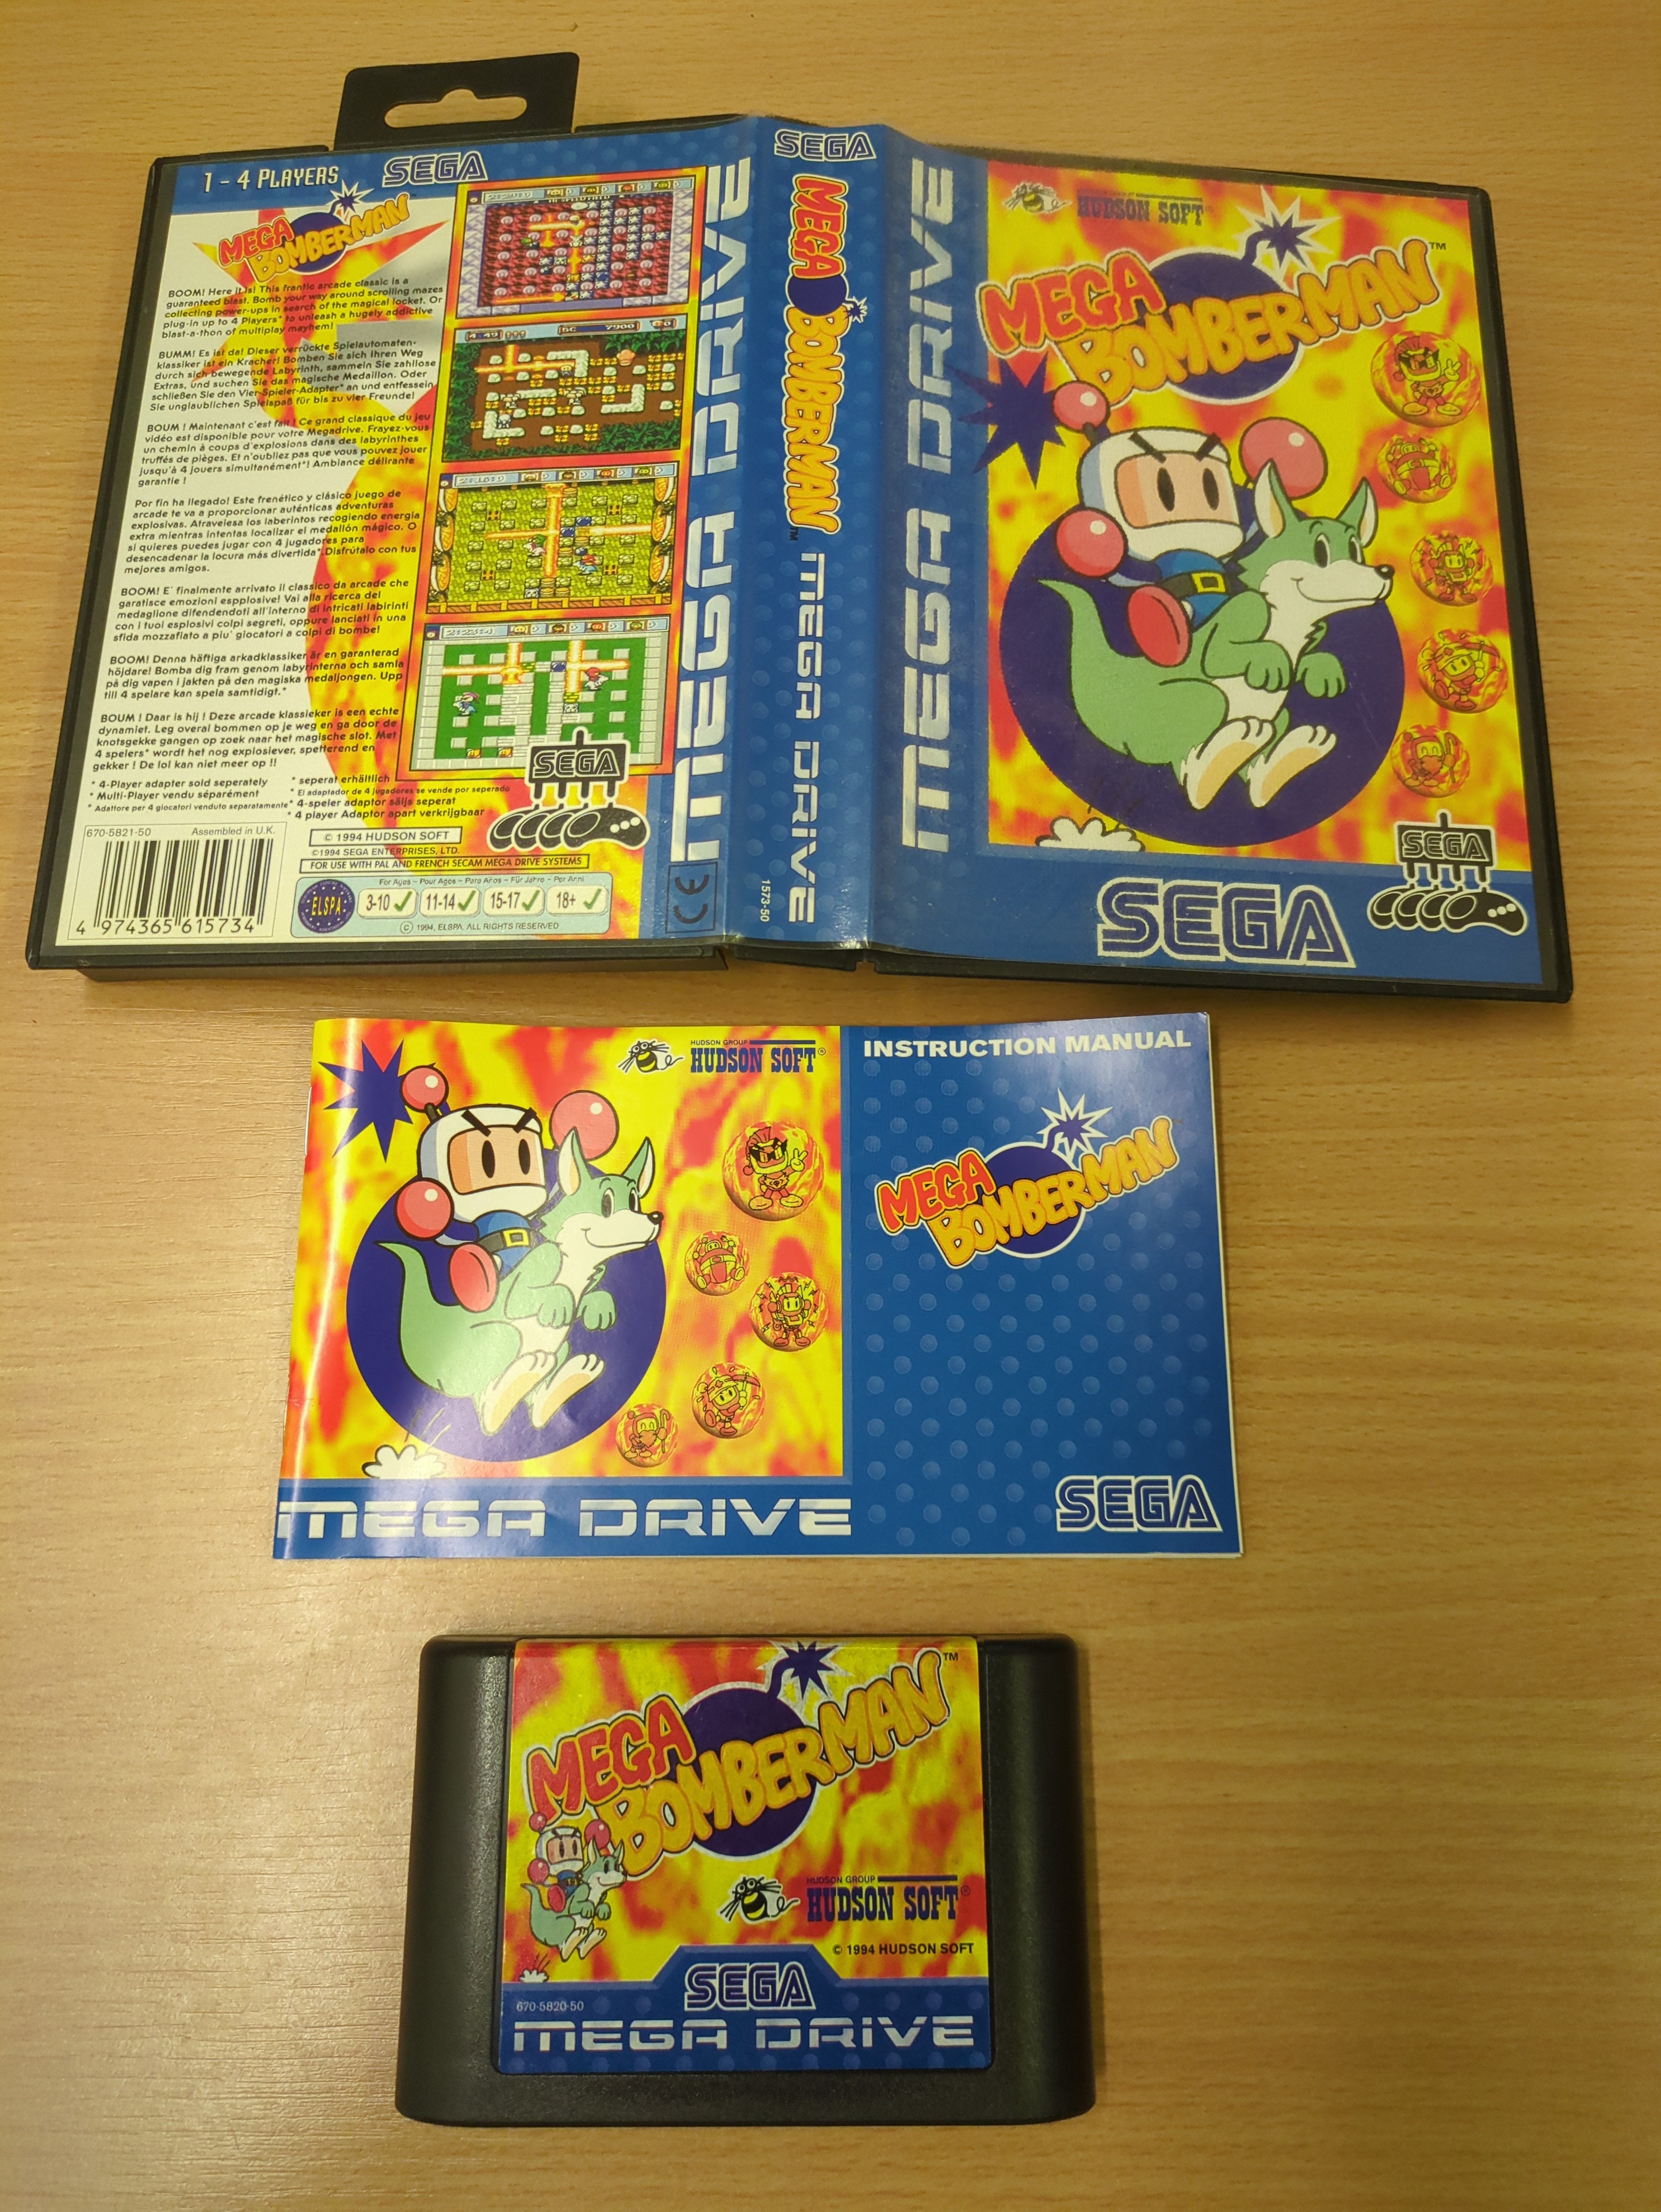 1 - 4 PLAYERS
SEGA
MEGA
BOMBERMAN
BOOM! Here it is! This frantic arcade classic is a
guaranteed blast. Bomb your way around scrolling mazes
collecting power-ups in search of the magical locket. Or
plug-in up to 4 Players* to unleash a hugely addictive
blast-a-thon of multiplay mayhem!
BUMM! Es ist da! Dieser verrückte Spielautomaten-
klassiker ist ein Kracher! Bomben Sie sich Ihren Weg
durch sich bewegende Labyrinth, sammeln Sie zahllose
Extras, und suchen Sie das magische Medaillon. Oder
schließen Sie den Vier-Spieler-Adapter* an und entfesseln
Sie unglaublichen Spielspaß für bis zu vier Freunde!
BOUM ! Maintenant c'est fait ! Ce grand classique du jeu
vidéo est disponible pour votre Megadrive. Frayez-vous
un chemin à coups d'explosions dans des labyrinthes
truffés de pièges. Et n'oubliez pas que vous pouvez jouer
jusqu'à 4 jouers simultanément*! Ambiance délirante
garantie !
Por fin ha llegado! Este frenético y clásico juego de
arcade te va a proporcionar auténticas adventuras
explosivas. Atraviesa los laberintos recogiendo energia
extra mientras intentas localizar el medallón mágico. O
si quieres puedes jugar con 4 jugadores para
desencadenar la locura más divertida*.Disfrútalo con tus
mejores amigos.
BOOM! E' finalmente arrivato il classico da arcade che
garatisce emozioni espplosive! Vai alla ricerca del
medaglione difendendoti all'interno di intricati labirinti
con i tuoi esplosivi colpi segreti, oppure lanciati in una
sfida mozzafiato a piu' giocatori a colpi di bombe!
BOOM! Denna häftiga arkadklassiker är en garanterad
höjdare! Bomba dig fram genom labyrinterna och samla
på dig vapen i jakten på den magiska medaljongen. Upp
till 4 spelare kan spela samtidigt.*
BOUM ! Daar is hij ! Deze arcade klassieker is een echte
dynamiet. Leg overal bommen op je weg en ga door de
knotsgekke gangen op zoek naar het magische slot. Met
4 spelers* wordt het nog explosiever, spetterend en
gekker ! De lol kan niet meer op !!
* 4-Player adapter sold seperately
* Multi-Player vendu séparément
* Adattore per 4 giocatori venduto separatamente
* seperat erhältlich
* El adaptador de 4 jugadores se vende por seperado
* 4-speler adaptor säljs seperat
* 4 player Adaptor apart verkrijgbaar
SEGA
670-5821-50 Assembled in U.K.
4 974365 615734
© 1994 HUDSON SOFT
©1994 SEGA ENTERPRISES, LTD.
FOR USE WITH PAL AND FRENCH SECAM MEGA DRIVE SYSTEMS
ELSPA
For Ages - Pour Ages - Para Años - Für Jahre - Per Anni
3-10 11-14 15-17 18+
© 1994, ELSPA. ALL RIGHTS RESERVED
MEGA DRIVE
CE
SEGA
MEGA BOMBERMAN™
MEGA DRIVE
1573-50
MEGA DRIVE
HUDSON SOFT
MEGA
BOMBERMAN™
SEGA
SEGA
HUDSON GROUP
HUDSON SOFT®
MEGA DRIVE
INSTRUCTION MANUAL
MEGA
BOMBERMAN
SEGA
MEGA
BOMBERMAN™
HUDSON GROUP
HUDSON SOFT®
© 1994 HUDSON SOFT
SEGA
670-5820-50
MEGA DRIVE